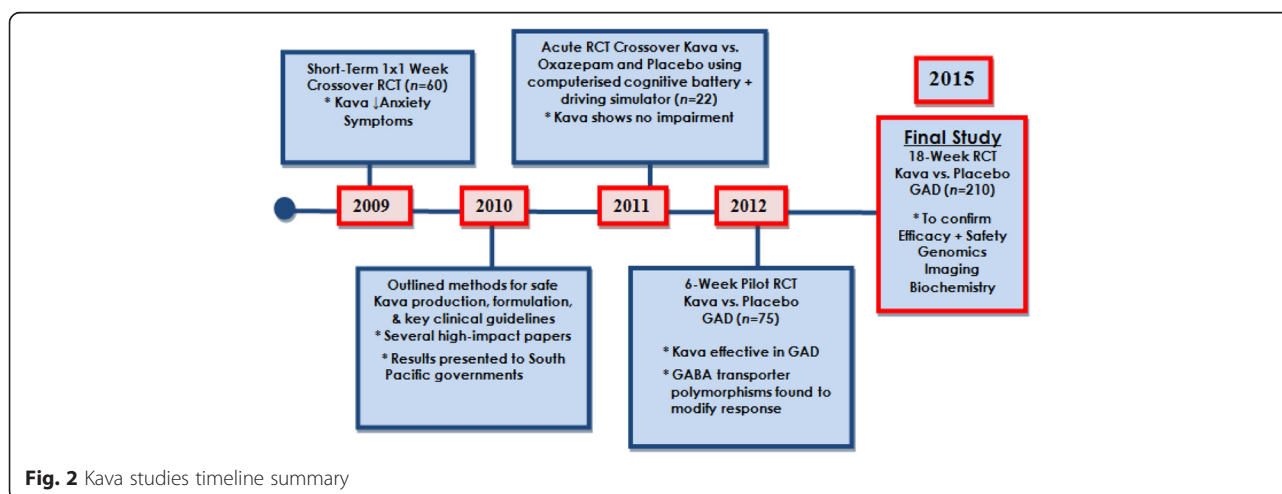 Short-Term 1x1 Week
Crossover RCT (n=60)
* Kava ↓Anxiety
Symptoms
Acute RCT Crossover Kava vs.
Oxazepam and Placebo using
computerised cognitive battery +
driving simulator (n=22)
* Kava shows no impairment
2015
Final Study
18-Week RCT
Kava vs. Placebo
GAD (n=210)
* To confirm
Efficacy + Safety
Genomics
Imaging
Biochemistry
2009
2010
2011
2012
Outlined methods for safe
Kava production, formulation,
& key clinical guidelines
* Several high-impact papers
* Results presented to South
Pacific governments
6-Week Pilot RCT
Kava vs. Placebo
GAD (n=75)
* Kava effective in GAD
* GABA transporter
polymorphisms found to
modify response
Fig. 2 Kava studies timeline summary